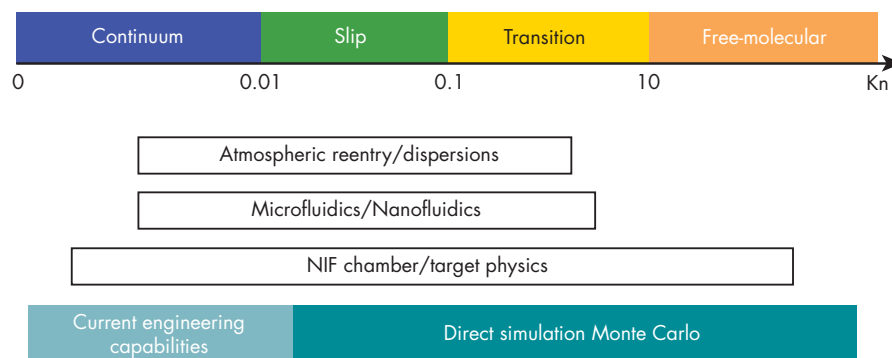 Continuum Slip Transition Free-molecular
0 0.01 0.1 10 Kn
Atmospheric reentry/dispersions
Microfluidics/Nanofluidics
NIF chamber/target physics
Current engineering
capabilities
Direct simulation Monte Carlo